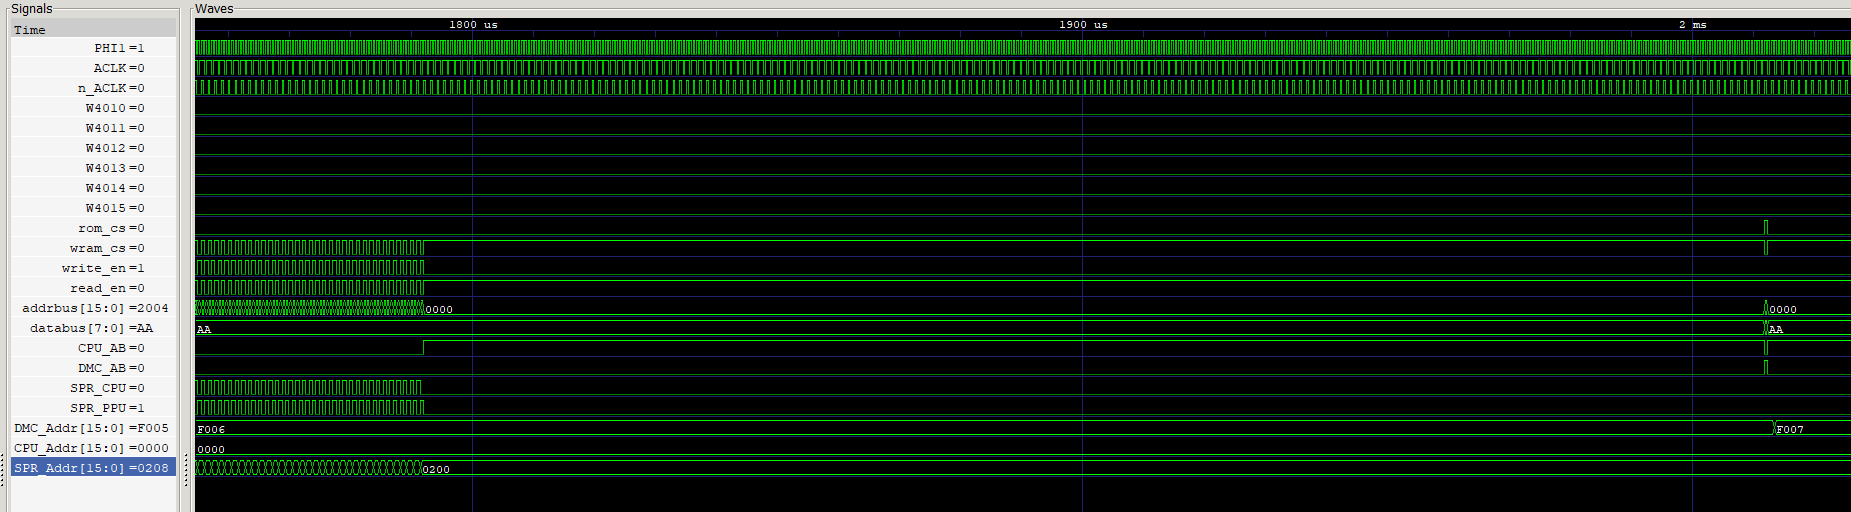 Signals
Waves
Time
1800 us
1900 us
2 ms
PHI1=1
ACLK=0
n_ACLK=0
W4010=0
W4011=0
W4012=0
W4013=0
W4014=0
W4015=0
rom_cs=0
wram_cs=0
write_en=1
read_en=0
addrbus[15:0]=2004
0000
0000
databus[7:0]=AA
AA
AA
CPU_AB=0
DMC_AB=0
SPR_CPU=0
SPR_PPU=1
DMC_Addr[15:0]=F005
F006
F007
CPU_Addr[15:0]=0000
0000
SPR_Addr[15:0]=0208
0200